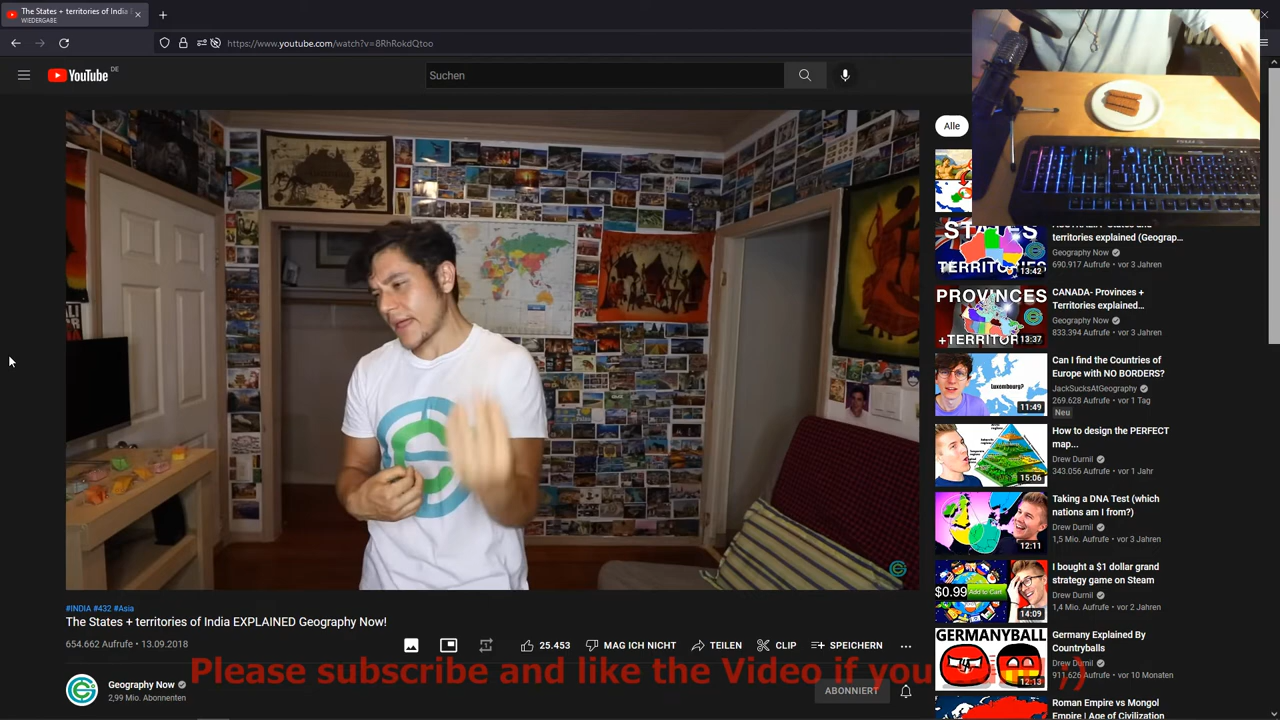 The States + territories of India
WIEDERGABE
https://www.youtube.com/watch?v=8RhRokdQtoo
YouTube DE
Suchen
Alle
STATES
TERRITORIES
13:42
territories explained (Geograp...
Geography Now
690.917 Aufrufe • vor 3 Jahren
PROVINCES
+TERRITOR
13:37
CANADA- Provinces +
Territories explained...
Geography Now
833.394 Aufrufe • vor 3 Jahren
Luxembourg?
11:49
Can I find the Countries of
Europe with NO BORDERS?
JackSucksAtGeography
269.628 Aufrufe • vor 1 Tag
Neu
15:06
How to design the PERFECT
map...
Drew Durnil
343.056 Aufrufe • vor 1 Jahr
12:11
Taking a DNA Test (which
nations am I from?)
Drew Durnil
1,5 Mio. Aufrufe • vor 3 Jahren
$0.99 Add to Cart
14:09
I bought a $1 dollar grand
strategy game on Steam
Drew Durnil
1,4 Mio. Aufrufe • vor 2 Jahren
GERMANYBALL
12:13
Germany Explained By
Countryballs
Drew Durnil
911.626 Aufrufe • vor 10 Monaten
Roman Empire vs Mongol
Empire | Age of Civilization
#INDIA #432 #Asia
The States + territories of India EXPLAINED Geography Now!
654.662 Aufrufe • 13.09.2018
25.453
MAG ICH NICHT
TEILEN
CLIP
SPEICHERN
Please subscribe and like the Video if you
Geography Now
2,99 Mio. Abonnenten
ABONNIERT